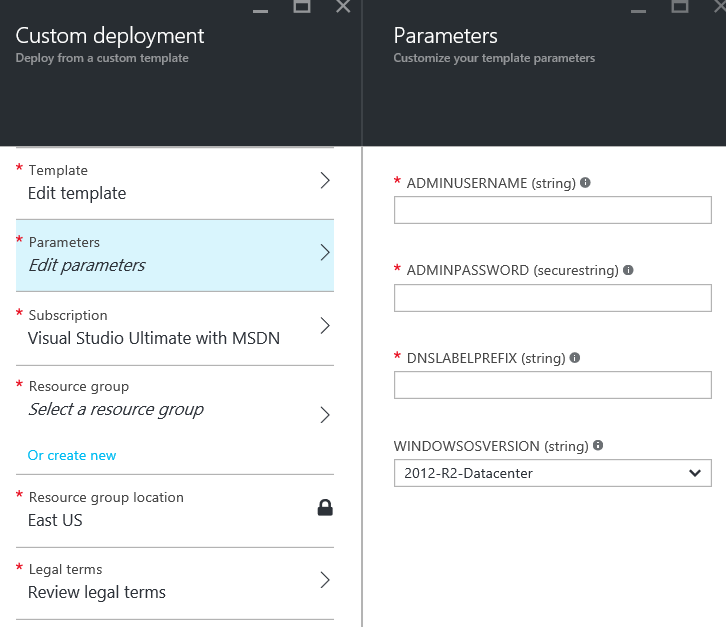 Custom deployment
Deploy from a custom template
* Template
Edit template
* Parameters
Edit parameters
* Subscription
Visual Studio Ultimate with MSDN
* Resource group
Select a resource group
Or create new
* Resource group location
East US
* Legal terms
Review legal terms
Parameters
Customize your template parameters
* ADMINUSERNAME (string)
* ADMINPASSWORD (securestring)
* DNSLABELPREFIX (string)
WINDOWSOSVERSION (string)
2012-R2-Datacenter